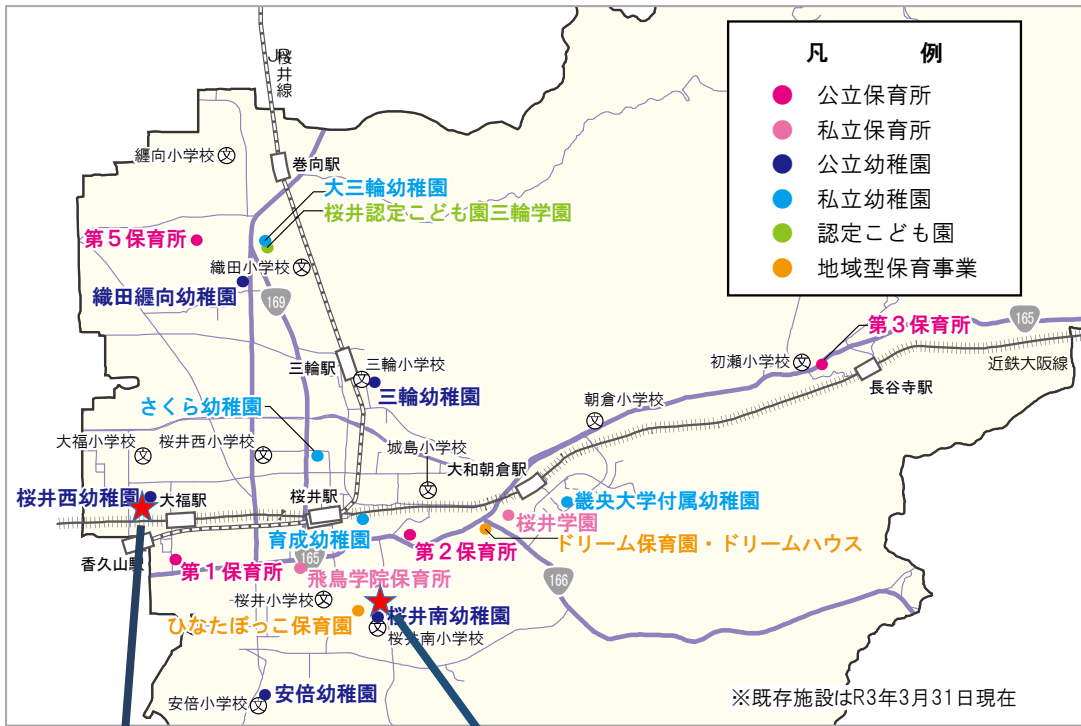 凡　例
公立保育所
私立保育所
公立幼稚園
私立幼稚園
認定こども園
地域型保育事業
JR桜井線
纒向小学校
巻向駅
大三輪幼稚園
桜井認定こども園三輪学園
第５保育所
織田小学校
織田纒向幼稚園
169
三輪駅
三輪小学校
三輪幼稚園
第３保育所
165
初瀬小学校
近鉄大阪線
長谷寺駅
さくら幼稚園
朝倉小学校
大福小学校
桜井西小学校
城島小学校
大和朝倉駅
桜井西幼稚園
大福駅
桜井駅
畿央大学付属幼稚園
桜井学園
育成幼稚園
第２保育所
ドリーム保育園・ドリームハウス
香久山駅
第１保育所
165
飛鳥学院保育所
166
桜井小学校
ひなたぼっこ保育園
桜井南幼稚園
桜井南小学校
安倍幼稚園
安倍小学校
※既存施設はR3年3月31日現在